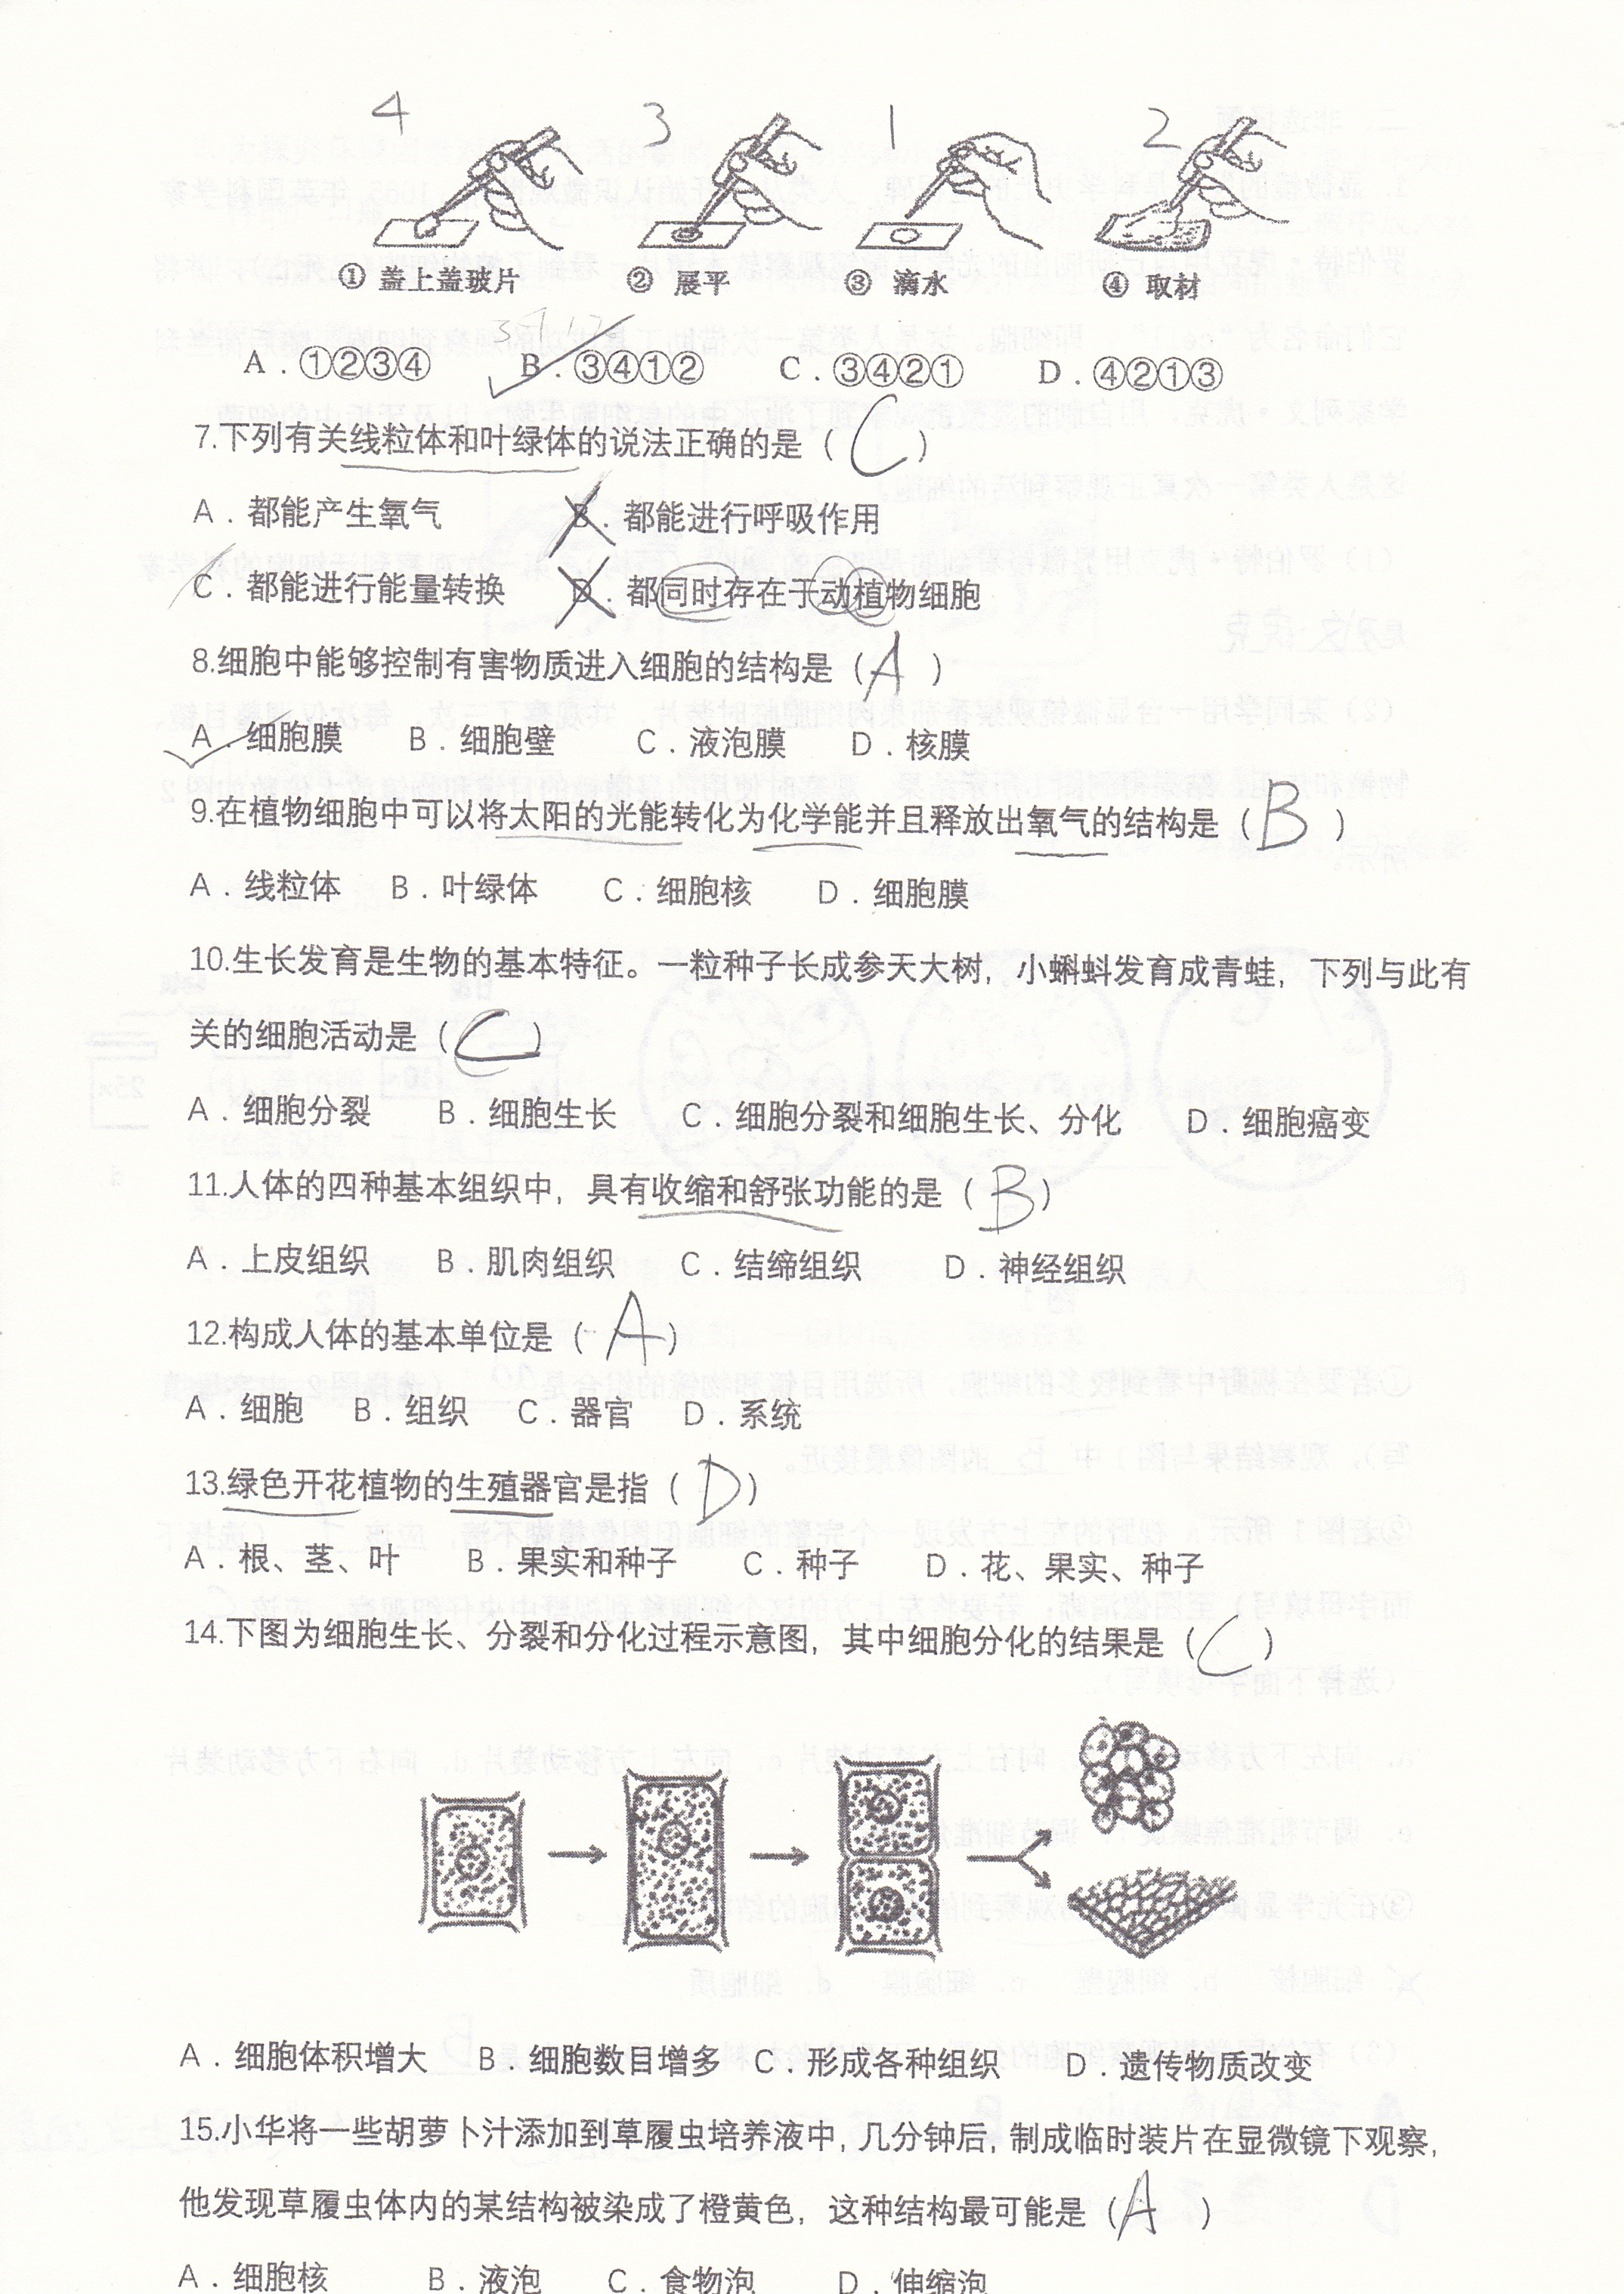 4 3 1 2
① 盖上盖玻片 ② 展平 ③ 滴水 ④ 取材
A．①②③④ B．③④①② C．③④②① D．④②①③
7.下列有关线粒体和叶绿体的说法正确的是（ C ）
A．都能产生氧气 B．都能进行呼吸作用
C．都能进行能量转换 D．都同时存在于动植物细胞
8.细胞中能够控制有害物质进入细胞的结构是（ A ）
A．细胞膜 B．细胞壁 C．液泡膜 D．核膜
9.在植物细胞中可以将太阳的光能转化为化学能并且释放出氧气的结构是（ B ）
A．线粒体 B．叶绿体 C．细胞核 D．细胞膜
10.生长发育是生物的基本特征。一粒种子长成参天大树，小蝌蚪发育成青蛙，下列与此有
关的细胞活动是（ C ）
A．细胞分裂 B．细胞生长 C．细胞分裂和细胞生长、分化 D．细胞癌变
11.人体的四种基本组织中，具有收缩和舒张功能的是（ B ）
A．上皮组织 B．肌肉组织 C．结缔组织 D．神经组织
12.构成人体的基本单位是（ A ）
A．细胞 B．组织 C．器官 D．系统
13.绿色开花植物的生殖器官是指（ D ）
A．根、茎、叶 B．果实和种子 C．种子 D．花、果实、种子
14.下图为细胞生长、分裂和分化过程示意图，其中细胞分化的结果是（ C ）
A．细胞体积增大 B．细胞数目增多 C．形成各种组织 D．遗传物质改变
15.小华将一些胡萝卜汁添加到草履虫培养液中，几分钟后，制成临时装片在显微镜下观察，
他发现草履虫体内的某结构被染成了橙黄色，这种结构最可能是（ A ）
A．细胞核 B．液泡 C．食物泡 D．伸缩泡